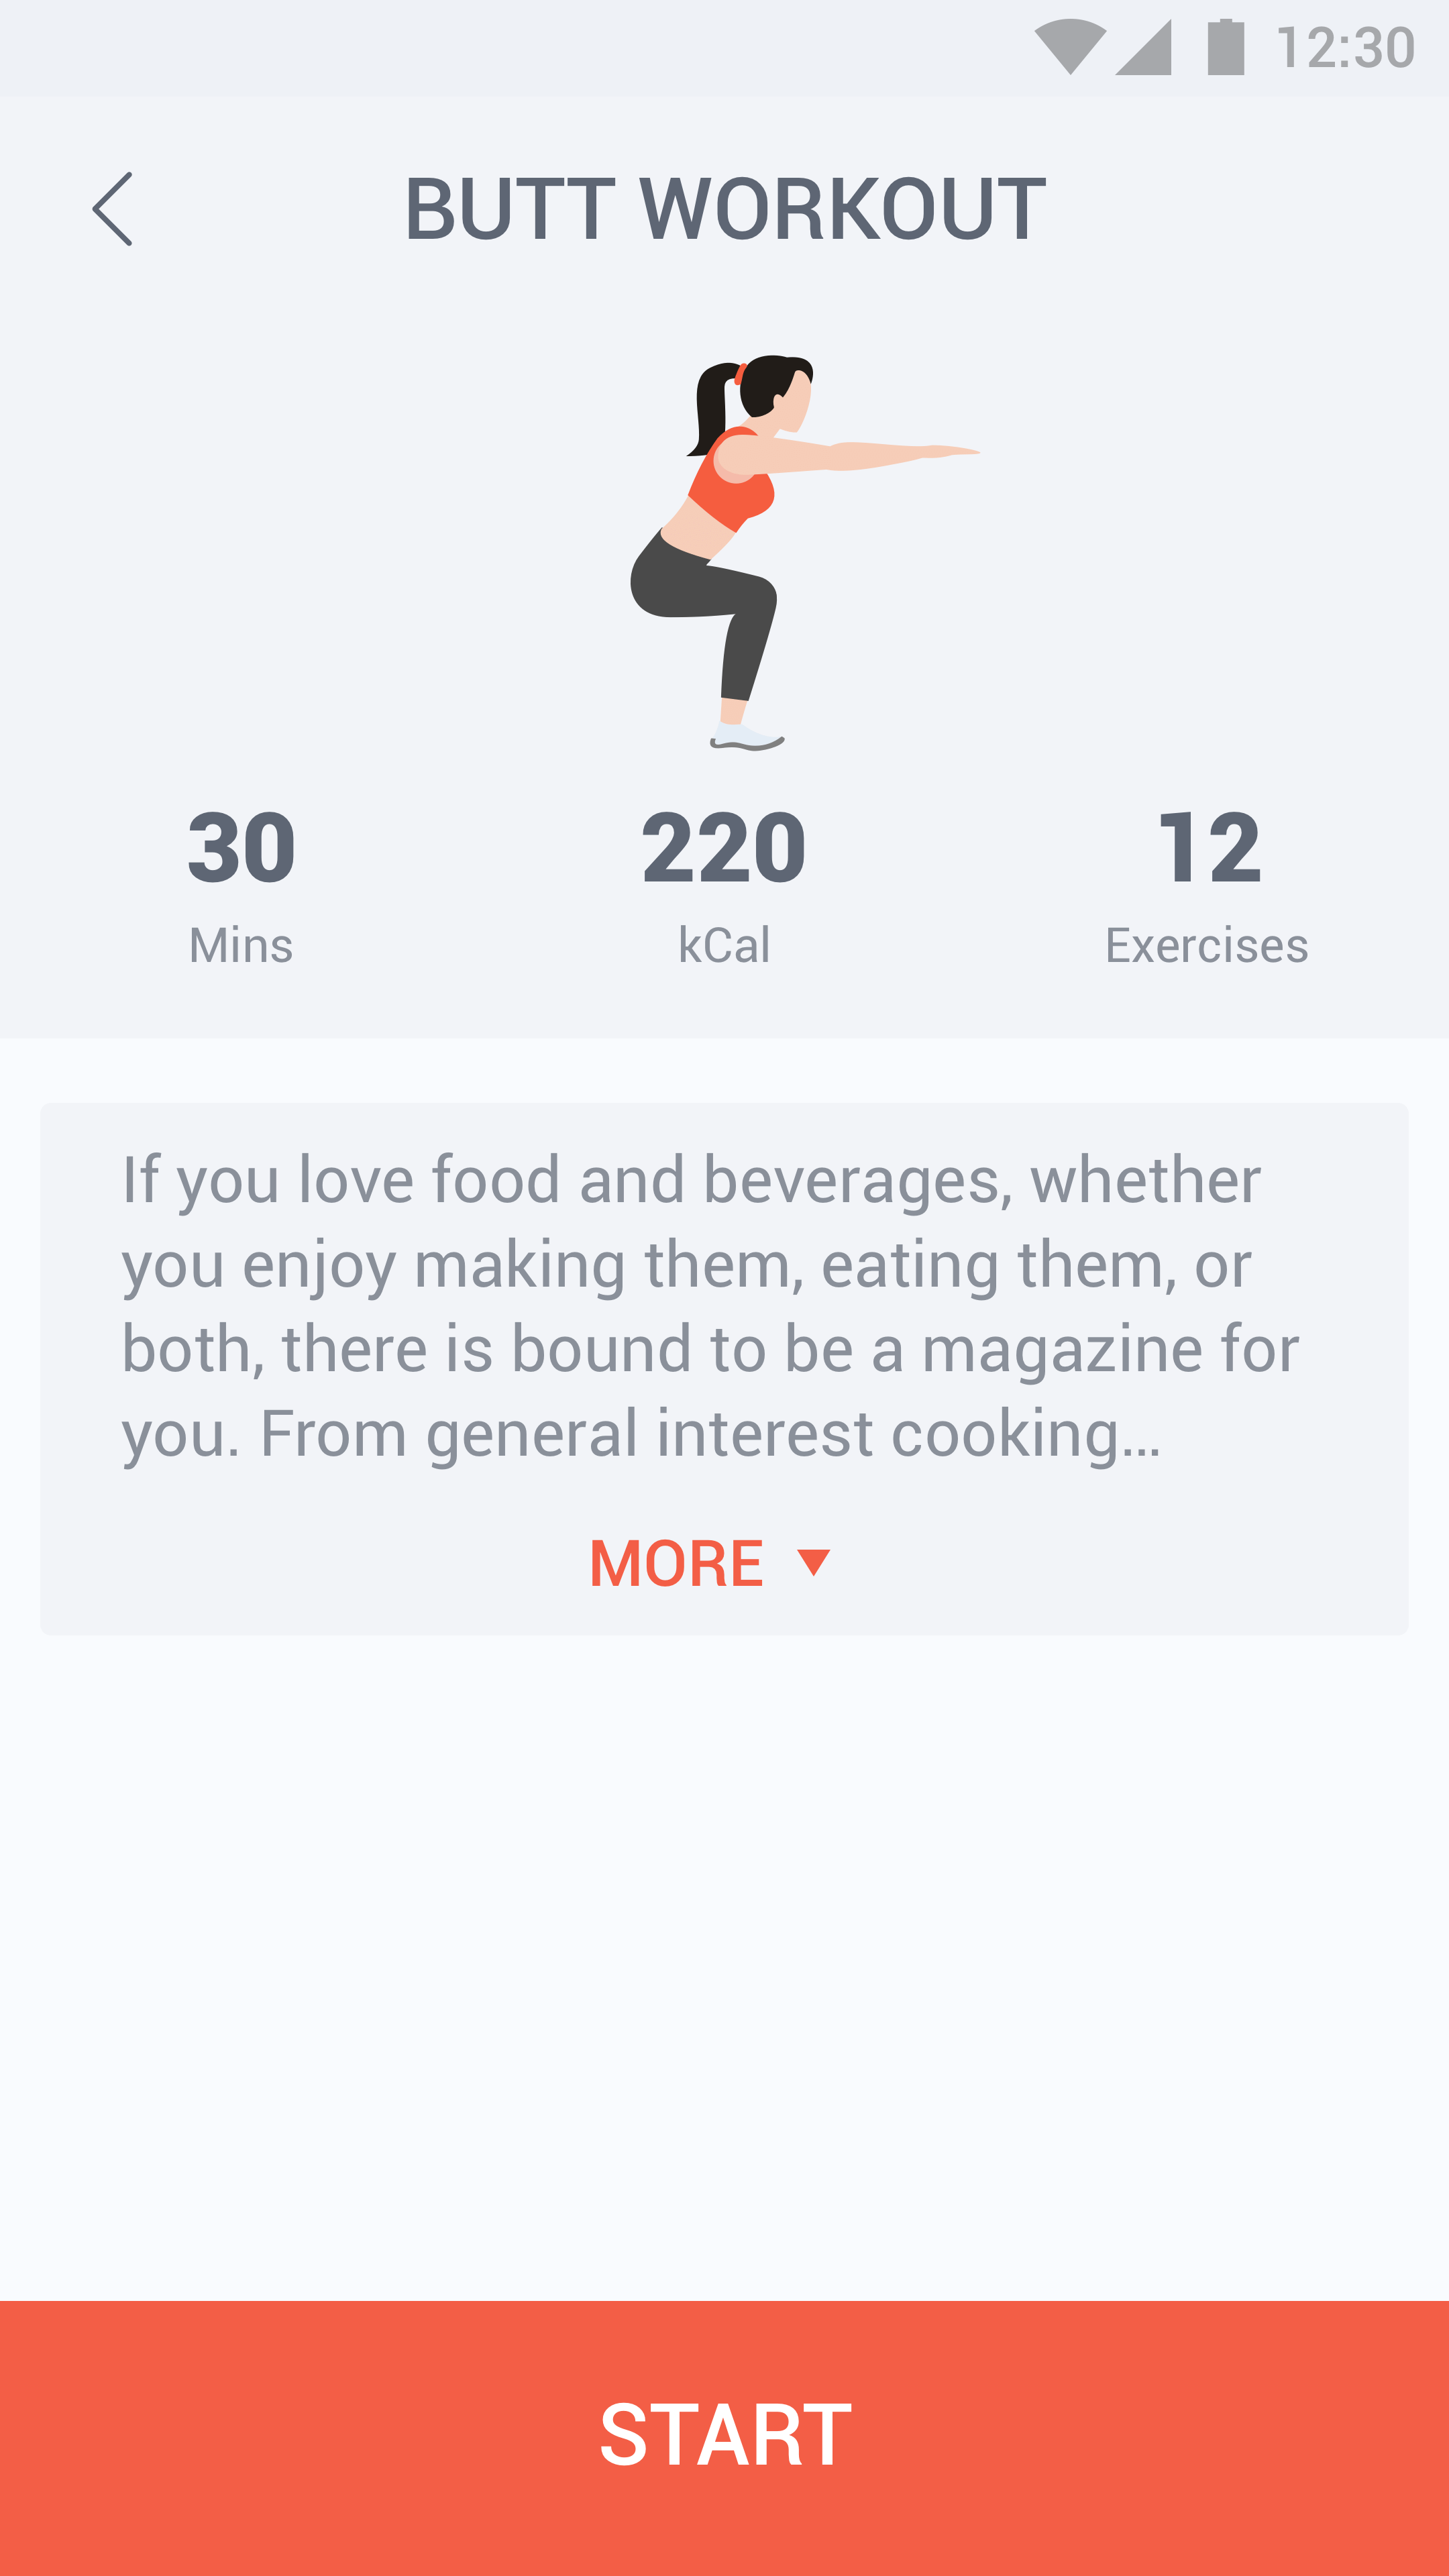 12:30
BUTT WORKOUT
30
220
12
Mins
kCal
Exercises
If you love food and beverages, whether
you enjoy making them, eating them, or
both, there is bound to be a magazine for
you. From general interest cooking...
MORE
START